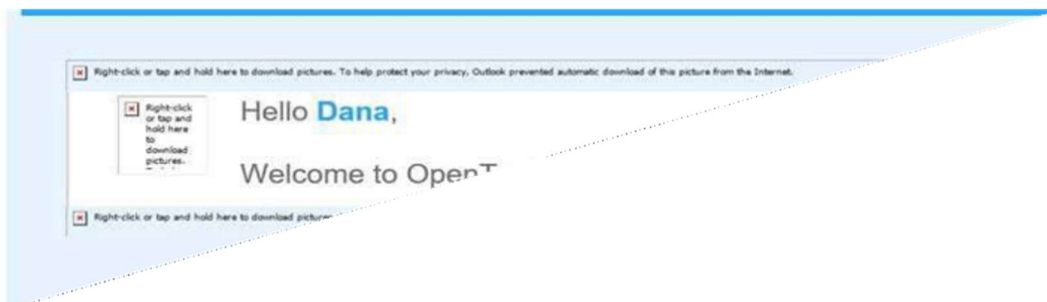 Right-click or tap and hold here to download pictures. To help protect your privacy, Outlook prevented automatic download of this picture from the Internet.
Right-click
or tap and
hold here
to
download
pictures.
Hello Dana,
Welcome to OpenT
Right-click or tap and hold here to download pictures